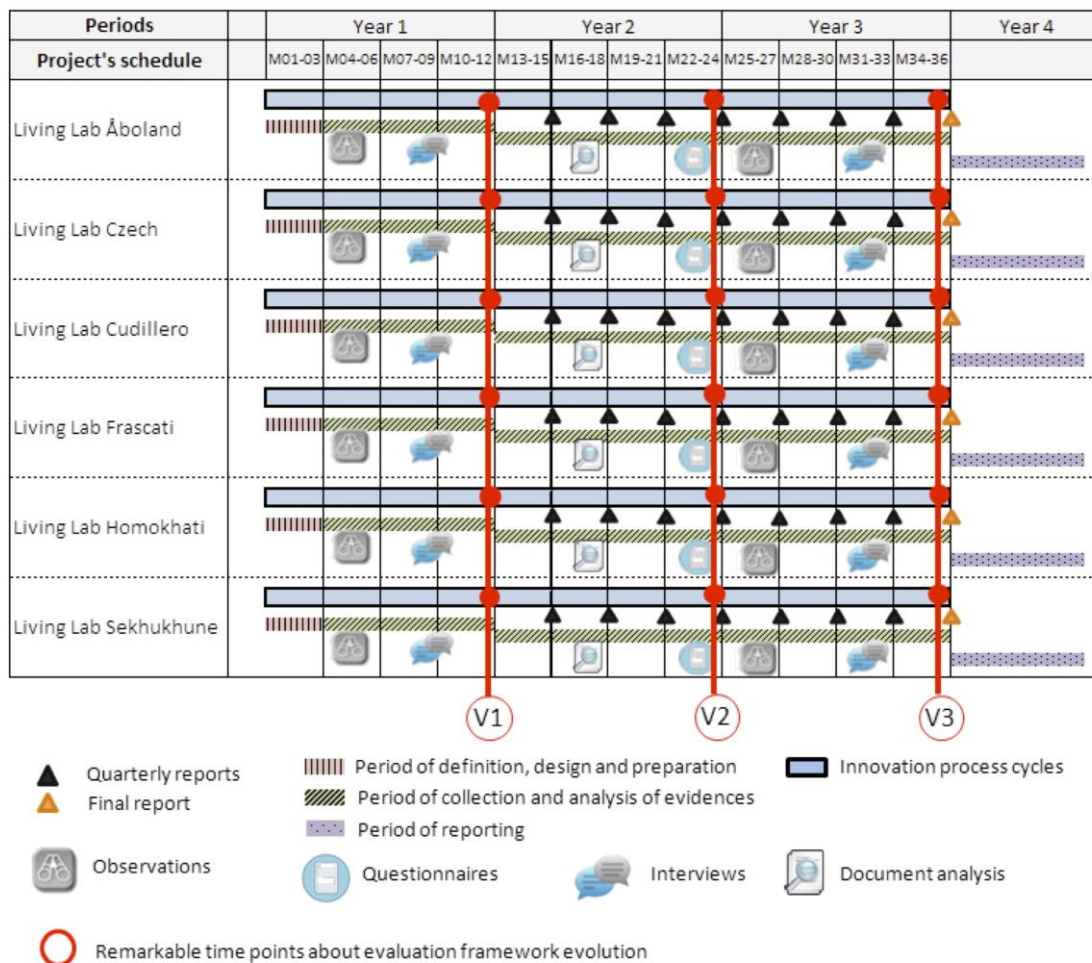 Periods Year 1 Year 2 Year 3 Year 4
Project's schedule M01-03 M04-06 M07-09 M10-12 M13-15 M16-18 M19-21 M22-24 M25-27 M28-30 M31-33 M34-36
Living Lab Åboland
Living Lab Czech
Living Lab Cudillero
Living Lab Frascati
Living Lab Homokhati
Living Lab Sekhukhune
V1 V2 V3
Quarterly reports Period of definition, design and preparation Innovation process cycles
Final report Period of collection and analysis of evidences
Period of reporting
Observations Questionnaires Interviews Document analysis
Remarkable time points about evaluation framework evolution